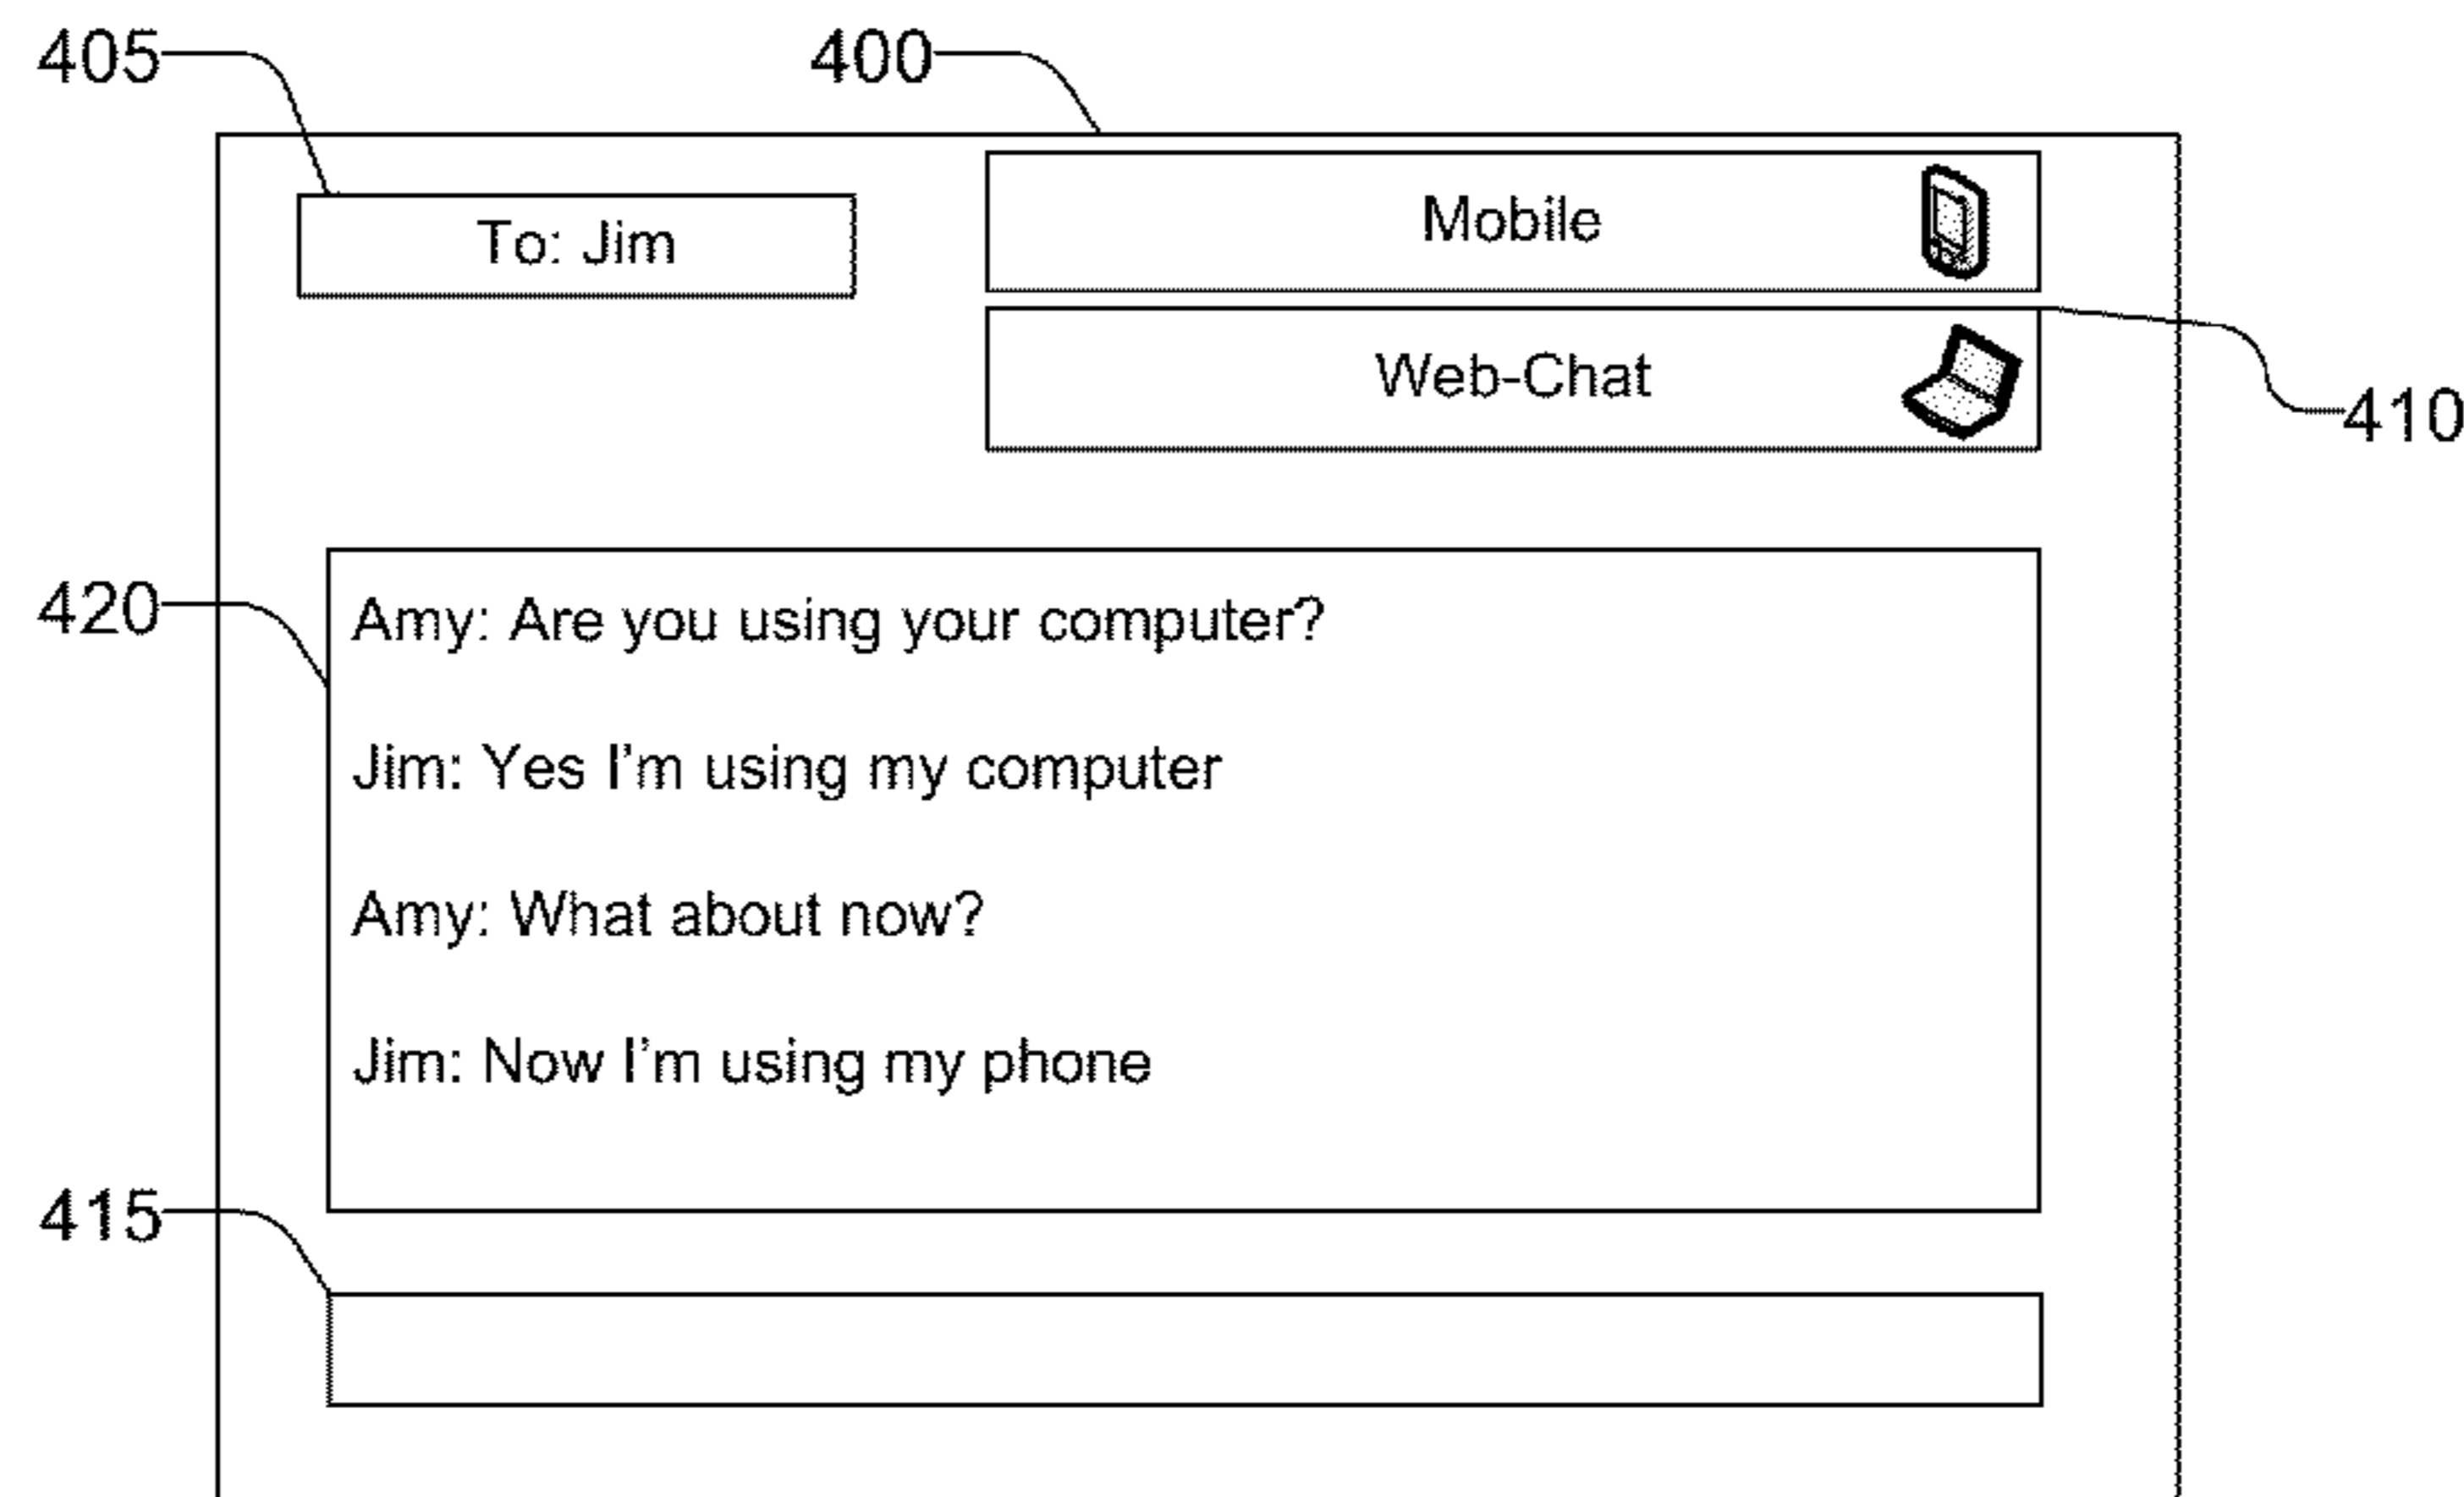 405
400
To: Jim
Mobile
Web-Chat
410
420
Amy: Are you using your computer?
Jim: Yes I'm using my computer
Amy: What about now?
Jim: Now I'm using my phone
415